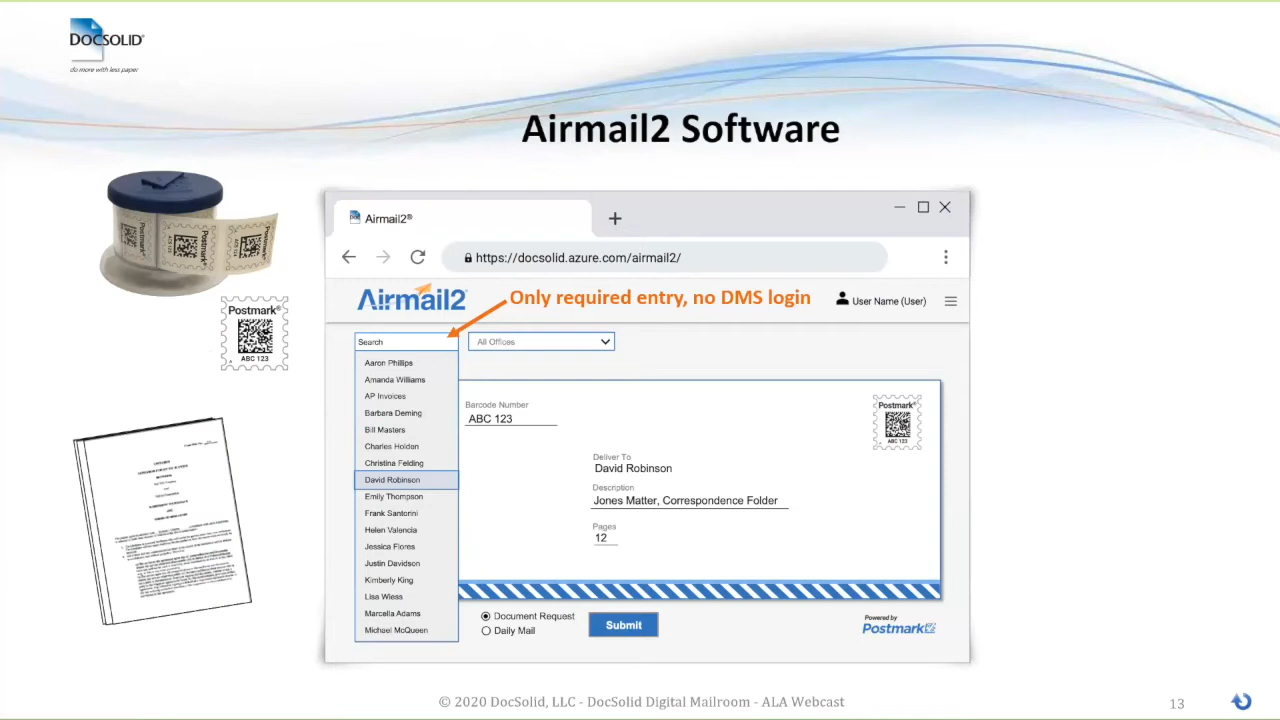 DOCSOLID®
do more with less paper
Airmail2 Software
Airmail2®
https://docsolid.azure.com/airmail2/
Airmail2
Only required entry, no DMS login
User Name (User)
Search
All Offices
Aaron Phillips
Amanda Williams
AP Invoices
Barbara Deming
Bill Masters
Charles Holden
Christina Felding
David Robinson
Emily Thompson
Frank Santorini
Helen Valencia
Jessica Flores
Justin Davidson
Kimberly King
Lisa Wiess
Marcella Adams
Michael McQueen
Barcode Number
ABC 123
Postmark®
ABC 123
Deliver To
David Robinson
Description
Jones Matter, Correspondence Folder
Pages
12
Document Request
Daily Mail
Submit
Powered by
Postmark
Postmark®
ABC 123
Postmark®
Postmark®
ABC 123
© 2020 DocSolid, LLC - DocSolid Digital Mailroom - ALA Webcast
13